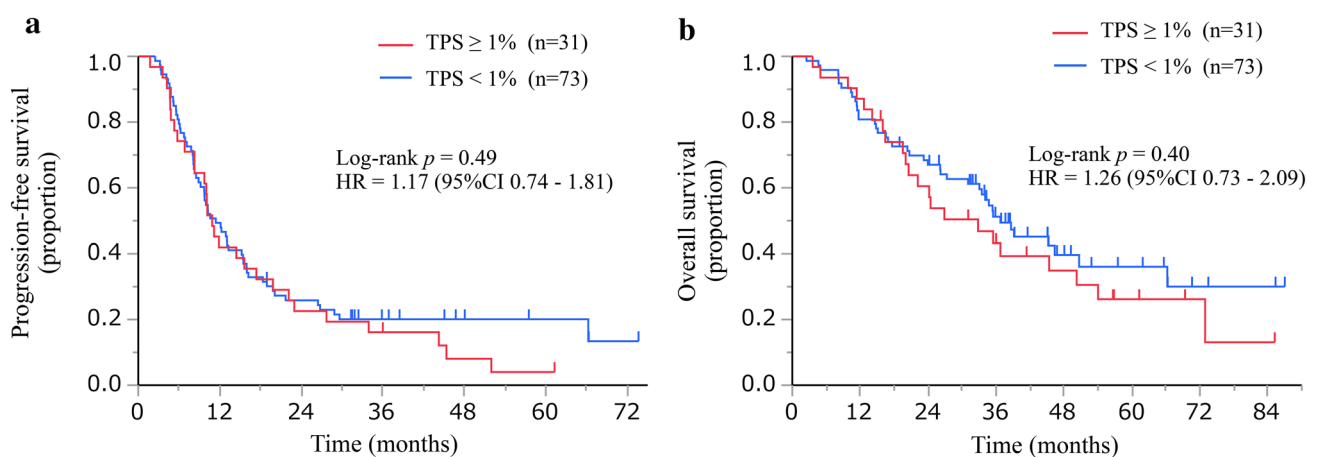 a
TPS ≥ 1% (n=31)
TPS < 1% (n=73)
Log-rank p = 0.49
HR = 1.17 (95%CI 0.74 - 1.81)
Progression-free survival
(proportion)
1.0
0.8
0.6
0.4
0.2
0.0
0 12 24 36 48 60 72
Time (months)
b
TPS ≥ 1% (n=31)
TPS < 1% (n=73)
Log-rank p = 0.40
HR = 1.26 (95%CI 0.73 - 2.09)
Overall survival
(proportion)
1.0
0.8
0.6
0.4
0.2
0.0
0 12 24 36 48 60 72 84
Time (months)